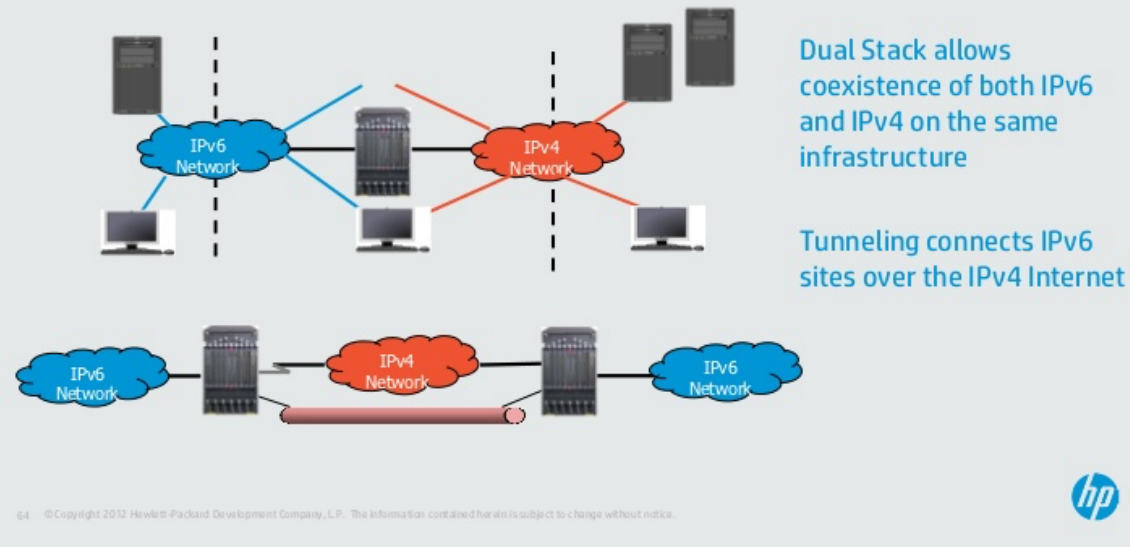 IPv6
Network
IPv4
Network
Dual Stack allows
coexistence of both IPv6
and IPv4 on the same
infrastructure
Tunneling connects IPv6
sites over the IPv4 Internet
IPv6
Network
IPv4
Network
IPv6
Network
64 ©Copyright 2012 Hewlett-Packard Development Company, L.P. The information contained herein is subject to change without notice.
hp